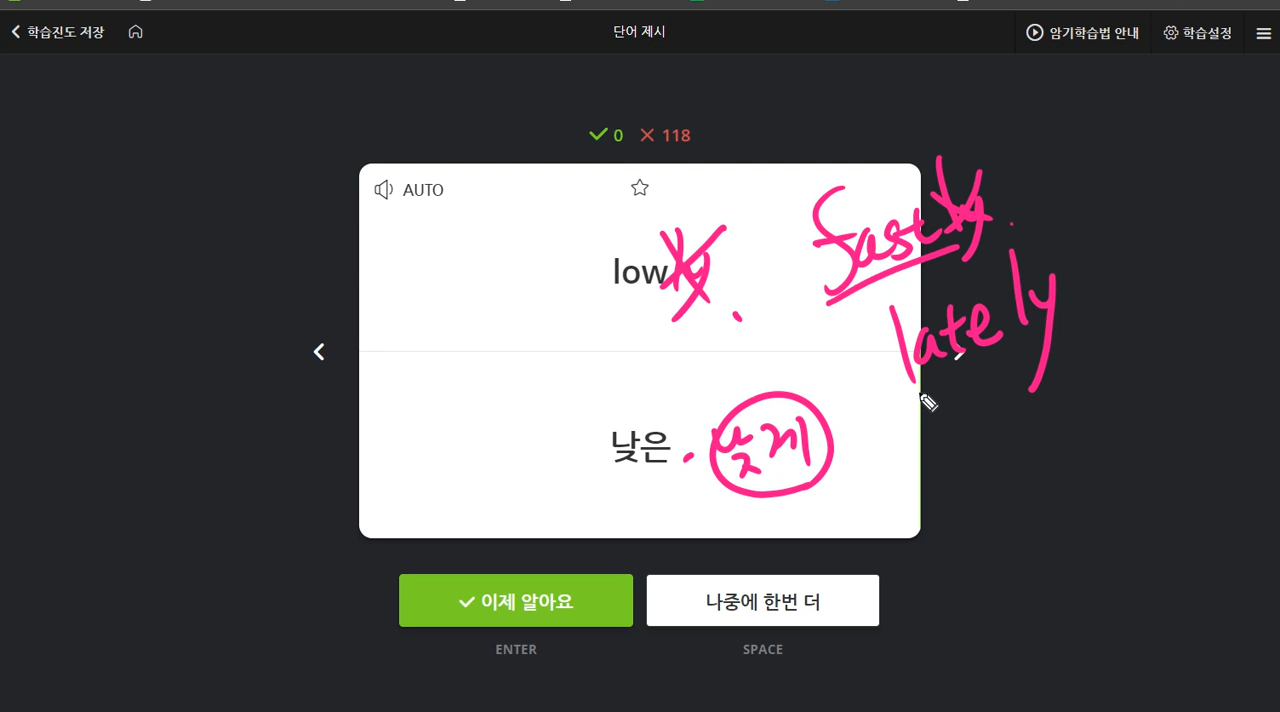 학습진도 저장 단어 제시 암기학습법 안내 학습설정
0 118
AUTO
low ly.
fastly.
lately
낮은. 낮게
이제 알아요 나중에 한번 더
ENTER SPACE